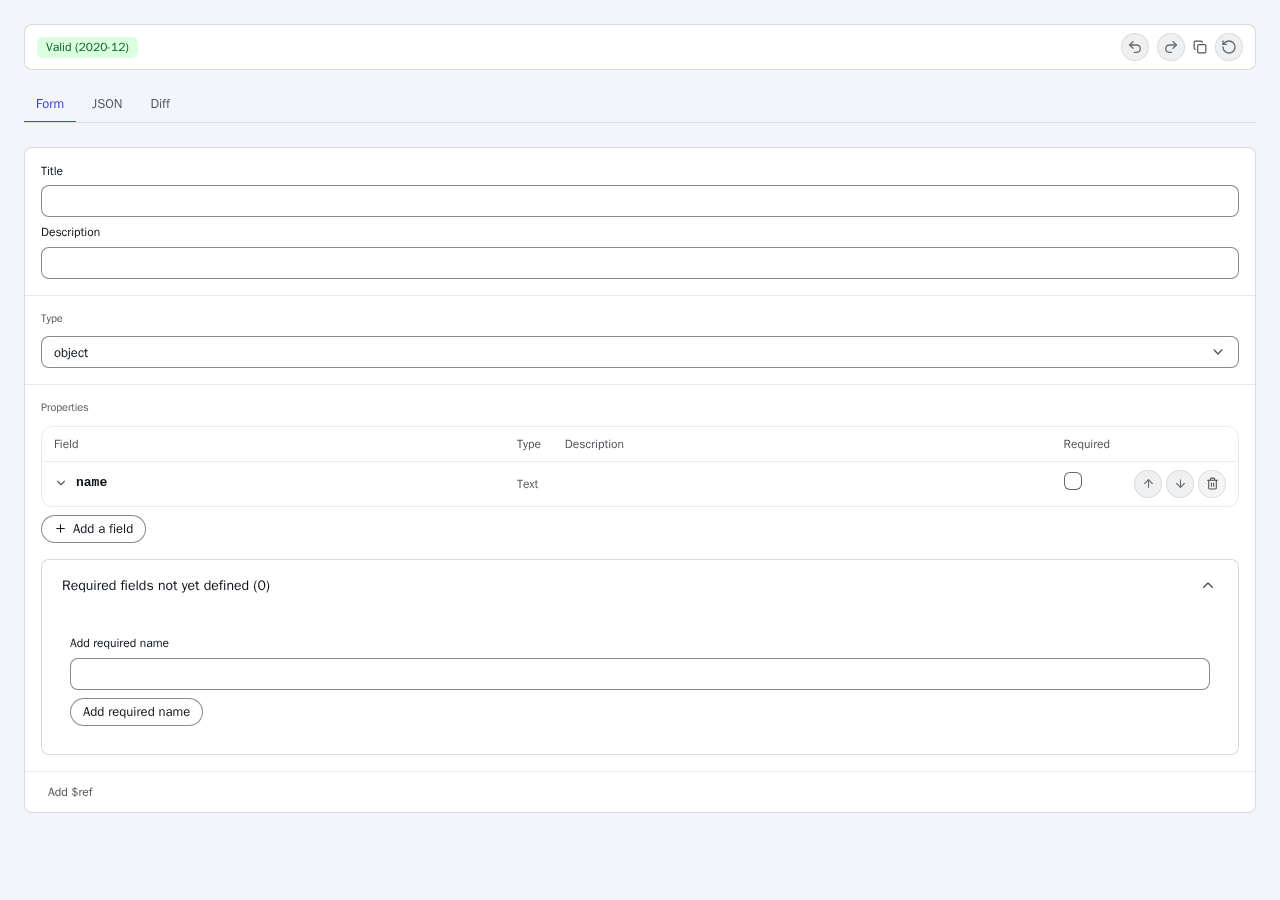 Valid (2020-12)
Form JSON Diff
Title
Description
Type
object
Properties
Field Type Description Required
name Text
Add a field
Required fields not yet defined (0)
Add required name
Add required name
Add $ref